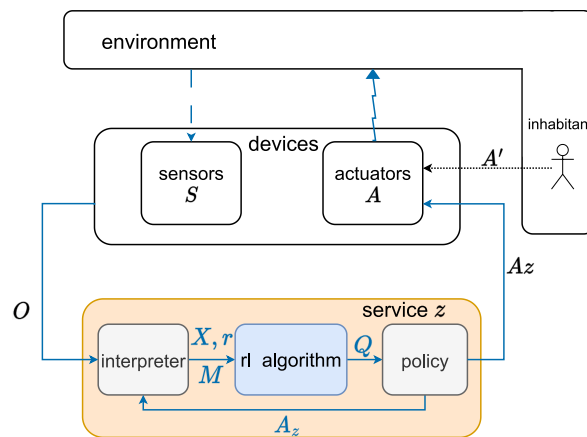 environment
inhabitant
devices
sensors
S
actuators
A
A'
O
Az
service z
interpreter
X, r
M
rl algorithm
Q
policy
A_z